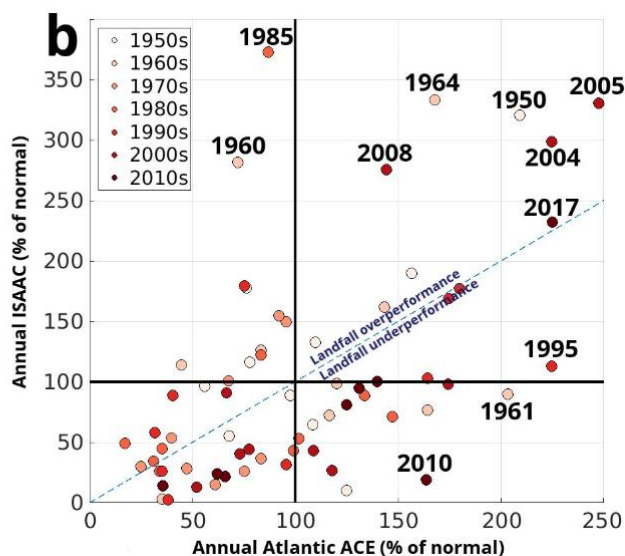 b
1950s
1960s
1970s
1980s
1990s
2000s
2010s
1985
1964
1950
2005
1960
2008
2004
2017
Landfall overperformance
Landfall underperformance
1995
1961
2010
350
300
250
200
150
100
50
0
0
50
100
150
200
250
Annual ISAAC (% of normal)
Annual Atlantic ACE (% of normal)